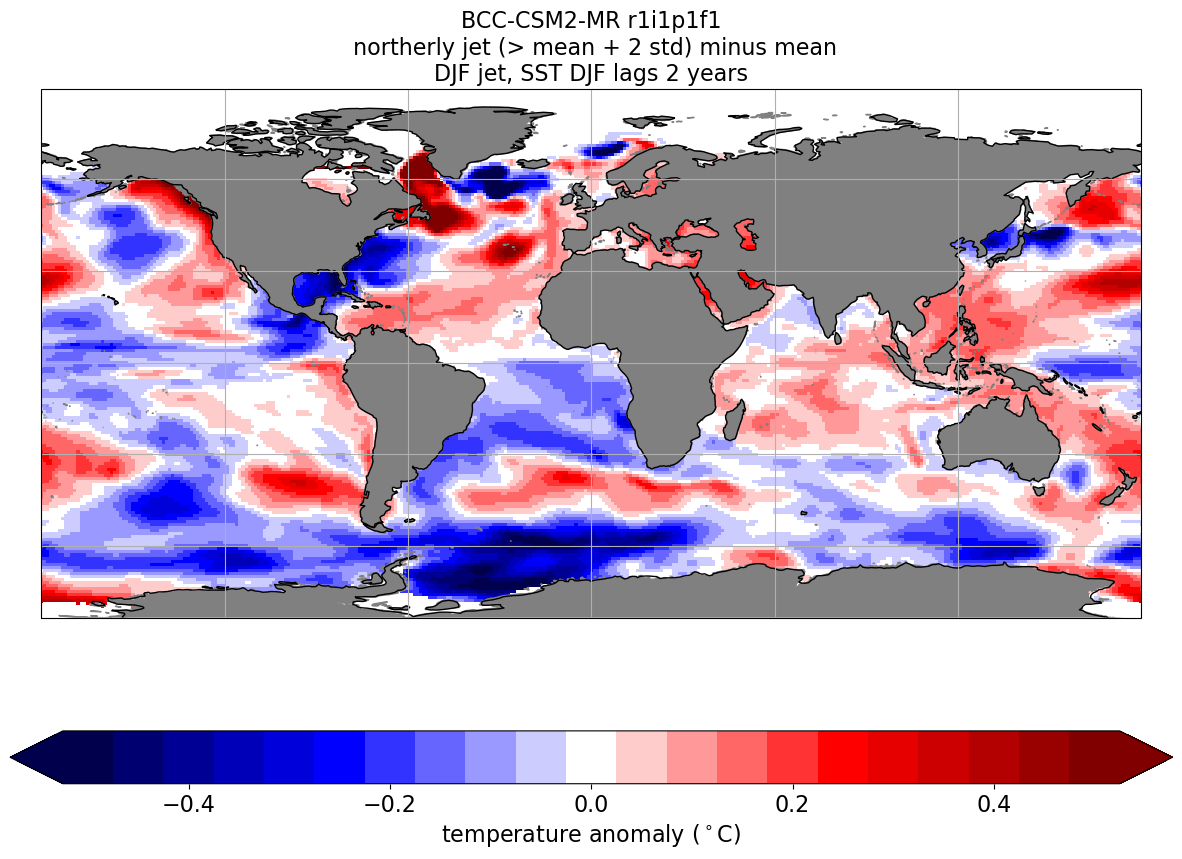 BCC-CSM2-MR r1i1p1f1
northerly jet (> mean + 2 std) minus mean
DJF jet, SST DJF lags 2 years
−0.4 −0.2 0.0 0.2 0.4
temperature anomaly (°C)